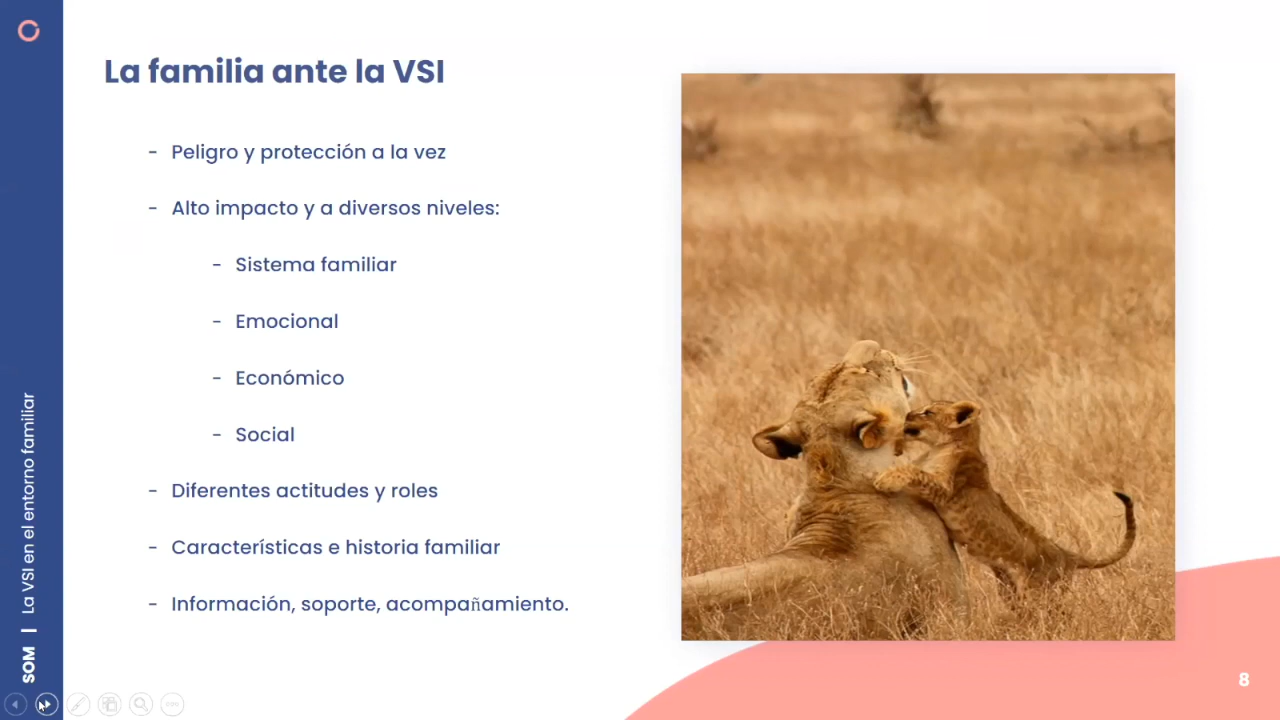 La familia ante la VSI
- Peligro y protección a la vez
- Alto impacto y a diversos niveles:
- Sistema familiar
- Emocional
- Económico
- Social
- Diferentes actitudes y roles
- Características e historia familiar
- Información, soporte, acompañamiento.
SOM | La VSI en el entorno familiar
8